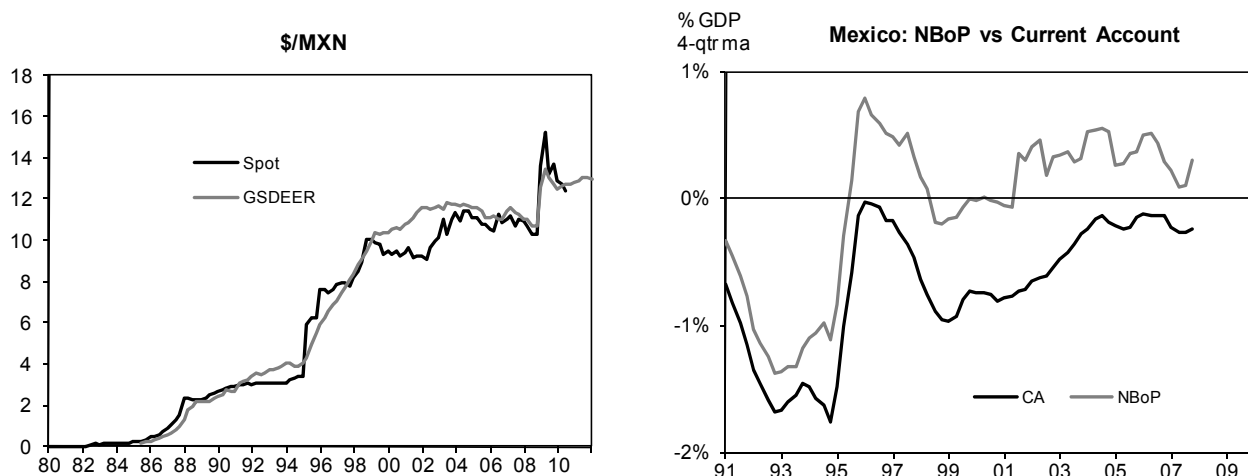 $/MXN
18
16
14
12
10
8
6
4
2
0
Spot
GSDEER
80 82 84 86 88 90 92 94 96 98 00 02 04 06 08 10
% GDP
4-qtr ma
Mexico: NBoP vs Current Account
1%
0%
-1%
-2%
CA NBoP
91 93 95 97 99 01 03 05 07 09